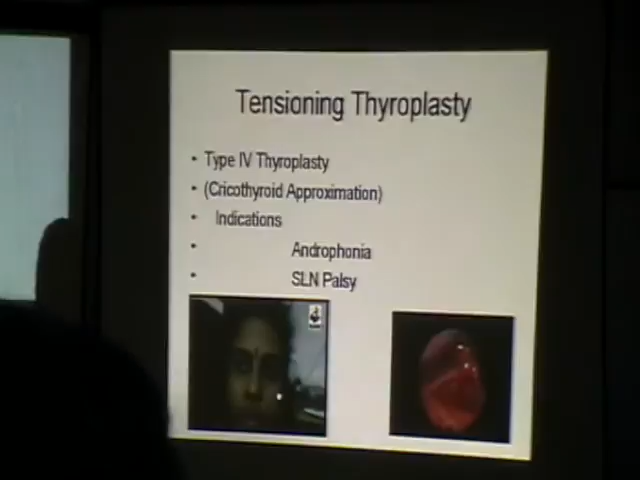 Tensioning Thyroplasty
• Type IV Thyroplasty
• (Cricothyroid Approximation)
• Indications
• Androphonia
• SLN Palsy